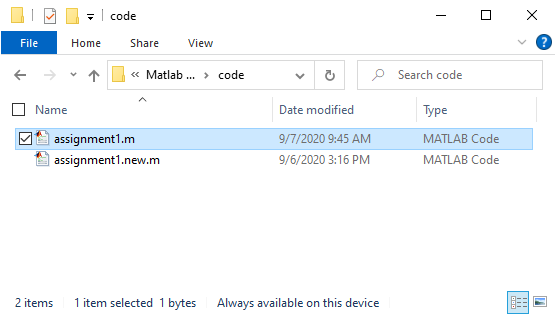 code
File Home Share View
Matlab ... code Search code
Name Date modified Type
assignment1.m 9/7/2020 9:45 AM MATLAB Code
assignment1.new.m 9/6/2020 3:16 PM MATLAB Code
2 items 1 item selected 1 bytes Always available on this device